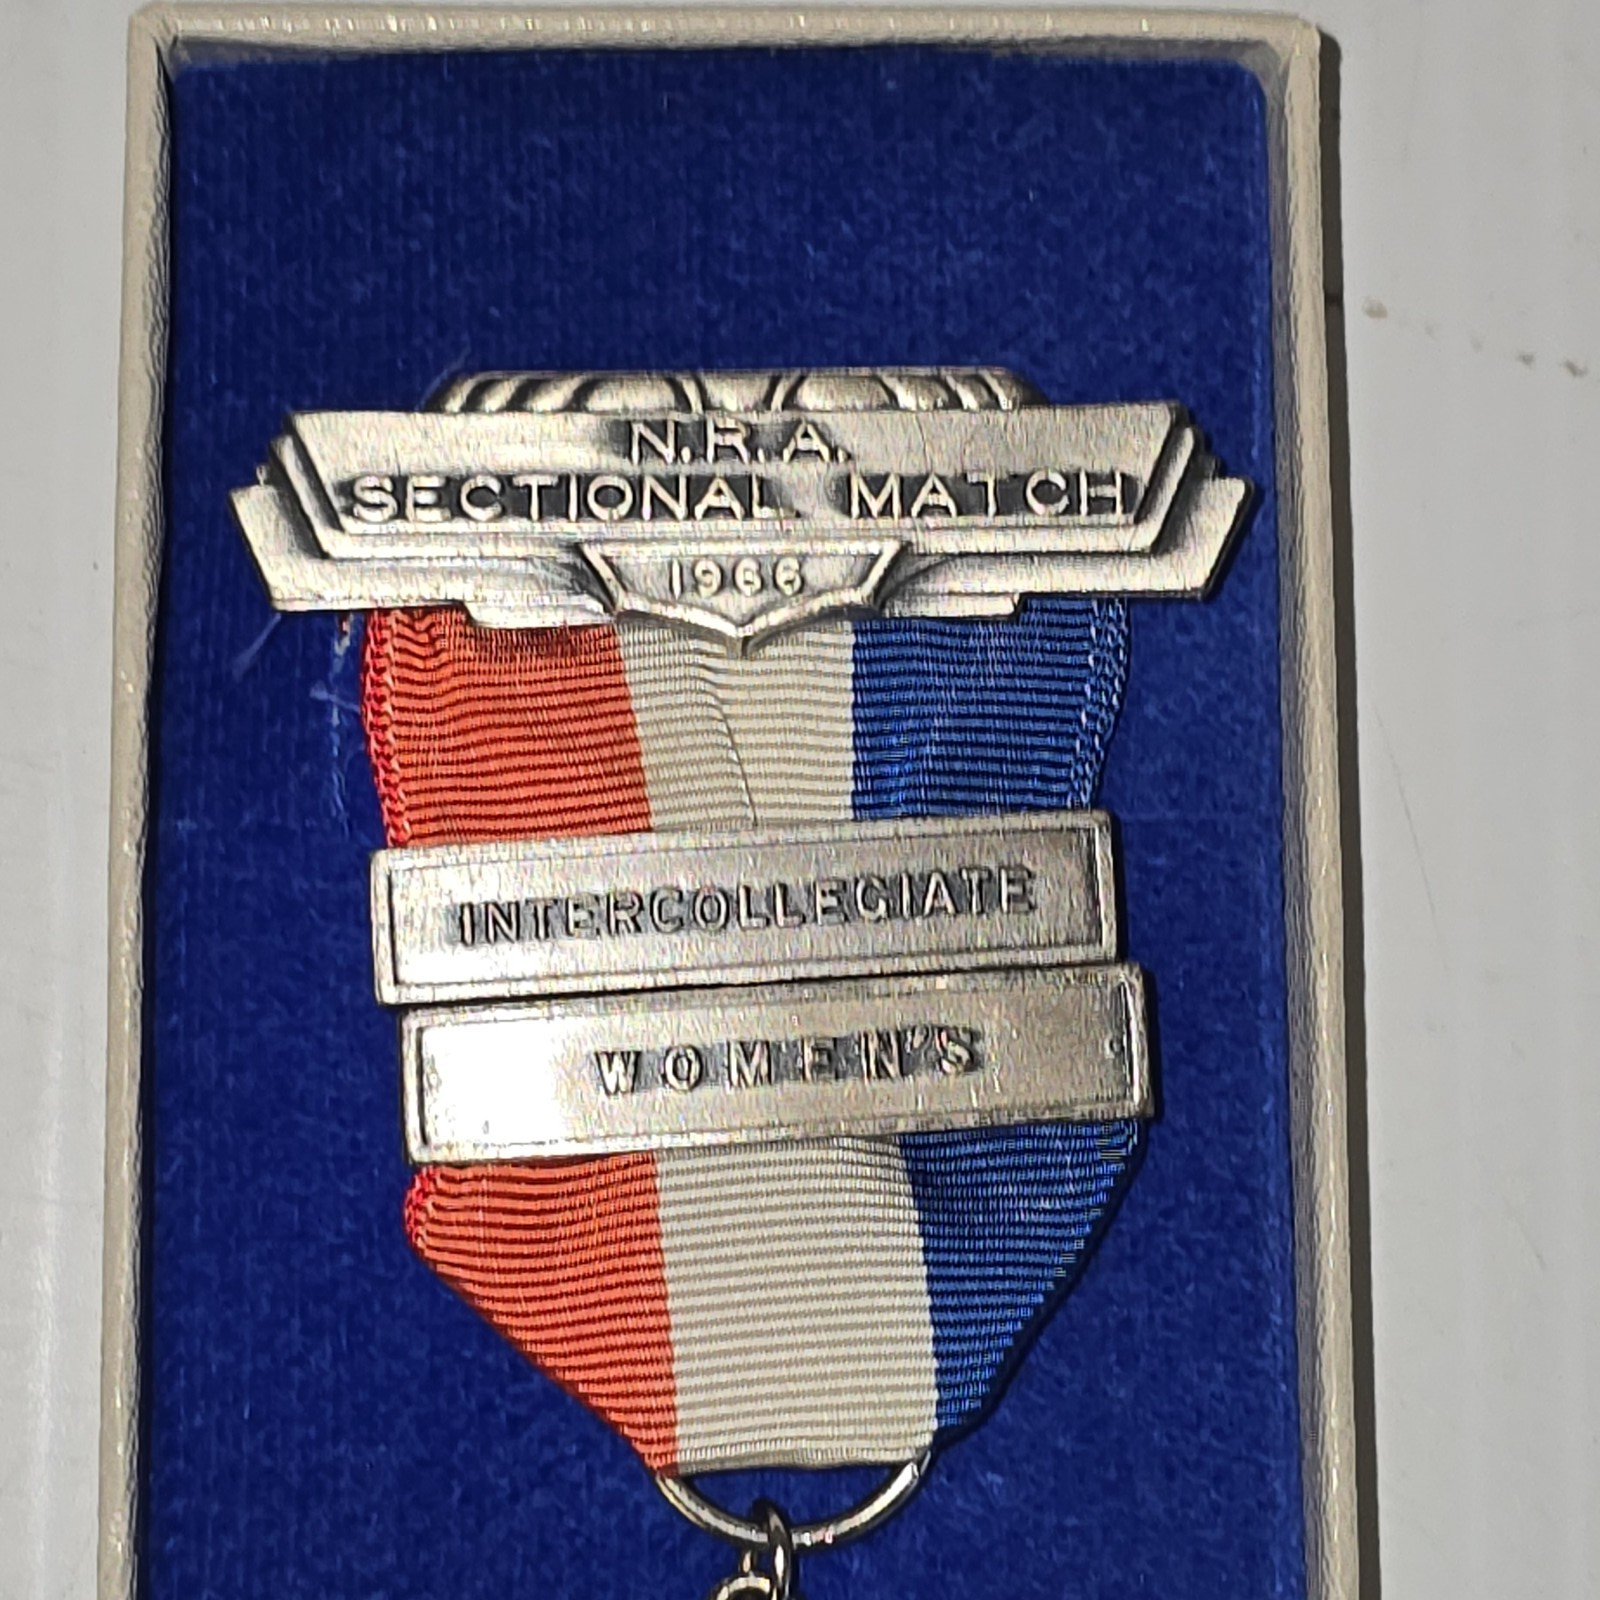 N.R.A.
SECTIONAL MATCH
1966
INTERCOLLEGIATE
WOMEN'S